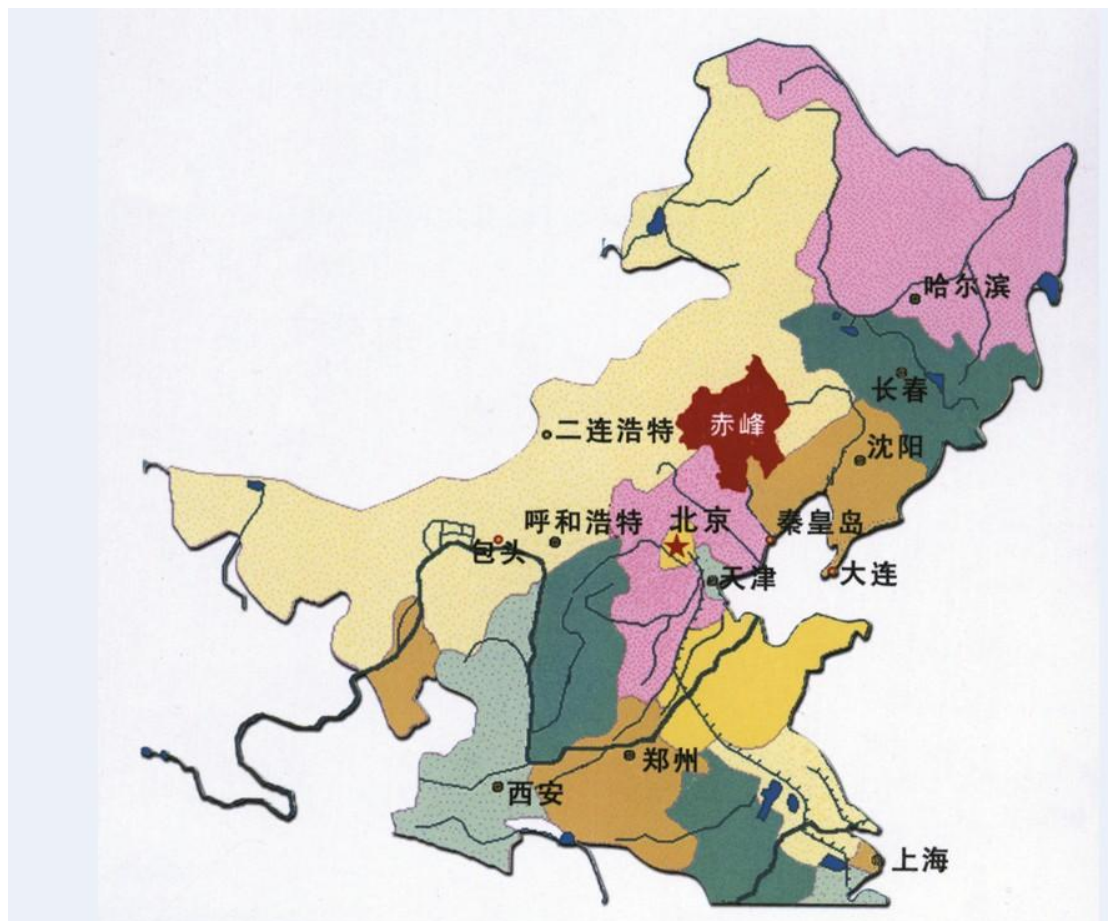 哈尔滨
长春
赤峰
二连浩特
沈阳
呼和浩特
北京
秦皇岛
包头
天津
大连
郑州
西安
上海